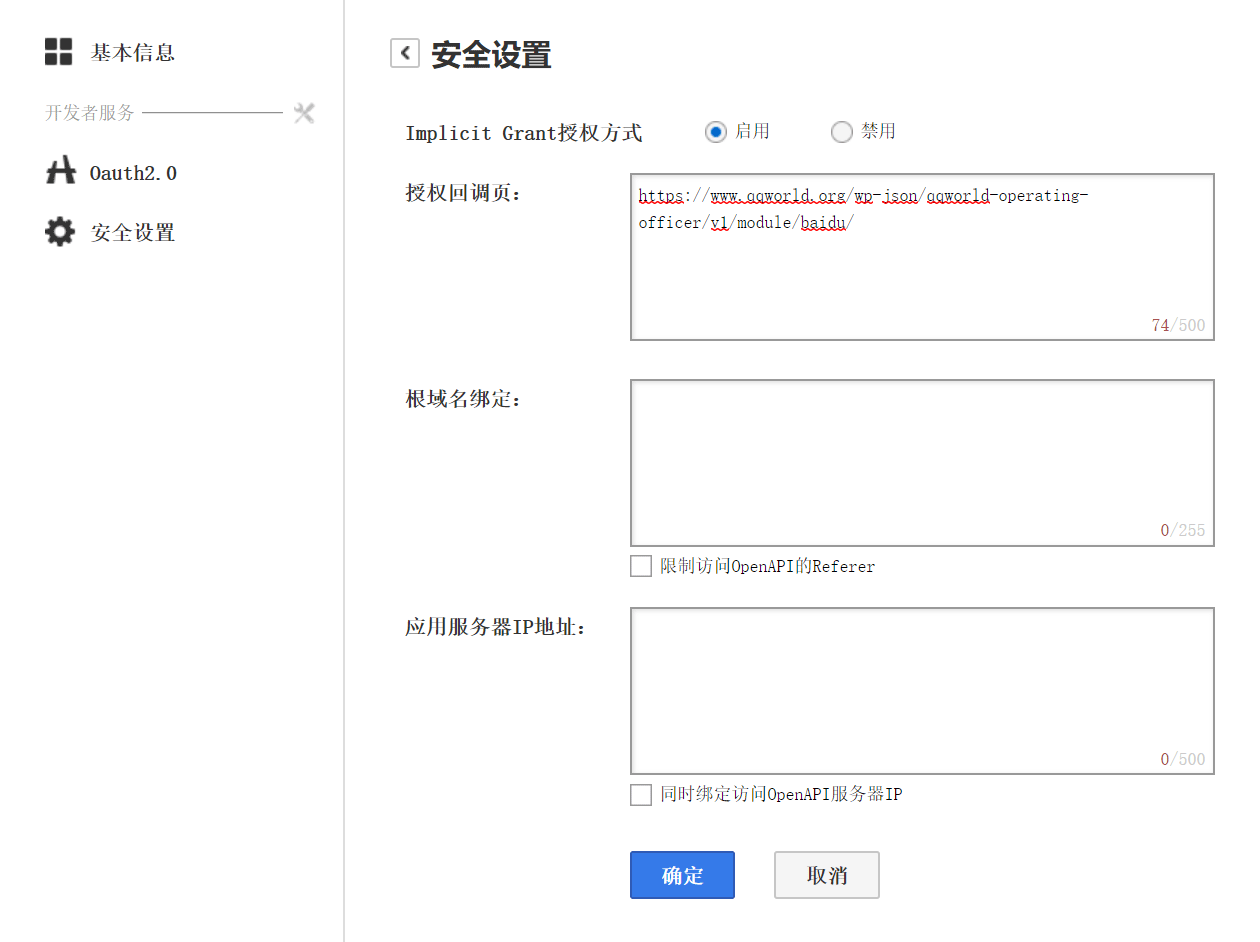 基本信息
开发者服务
Oauth2.0
安全设置
安全设置
Implicit Grant授权方式
启用
禁用
授权回调页：
https://www.qqworld.org/wp-json/qqworld-operating-
officer/v1/module/baidu/
74/500
根域名绑定：
0/255
限制访问OpenAPI的Referer
应用服务器IP地址：
0/500
同时绑定访问OpenAPI服务器IP
确定
取消